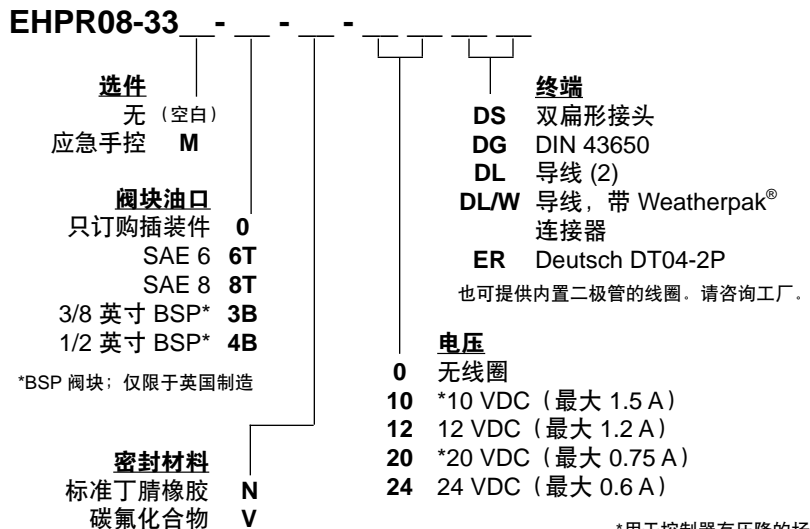 EHPR08-33__- __ - __ - __ __ __ __
选件
无 (空白)
应急手控 M
阀块油口
只订购插装件 0
SAE 6 6T
SAE 8 8T
3/8 英寸 BSP* 3B
1/2 英寸 BSP* 4B
*BSP 阀块；仅限于英国制造
密封材料
标准丁腈橡胶 N
碳氟化合物 V
终端
DS 双扁形接头
DG DIN 43650
DL 导线 (2)
DL/W 导线，带 Weatherpak®
连接器
ER Deutsch DT04-2P
也可提供内置二极管的线圈。请咨询工厂。
电压
0 无线圈
10 *10 VDC（最大 1.5 A）
12 12 VDC（最大 1.2 A）
20 *20 VDC（最大 0.75 A）
24 24 VDC（最大 0.6 A）